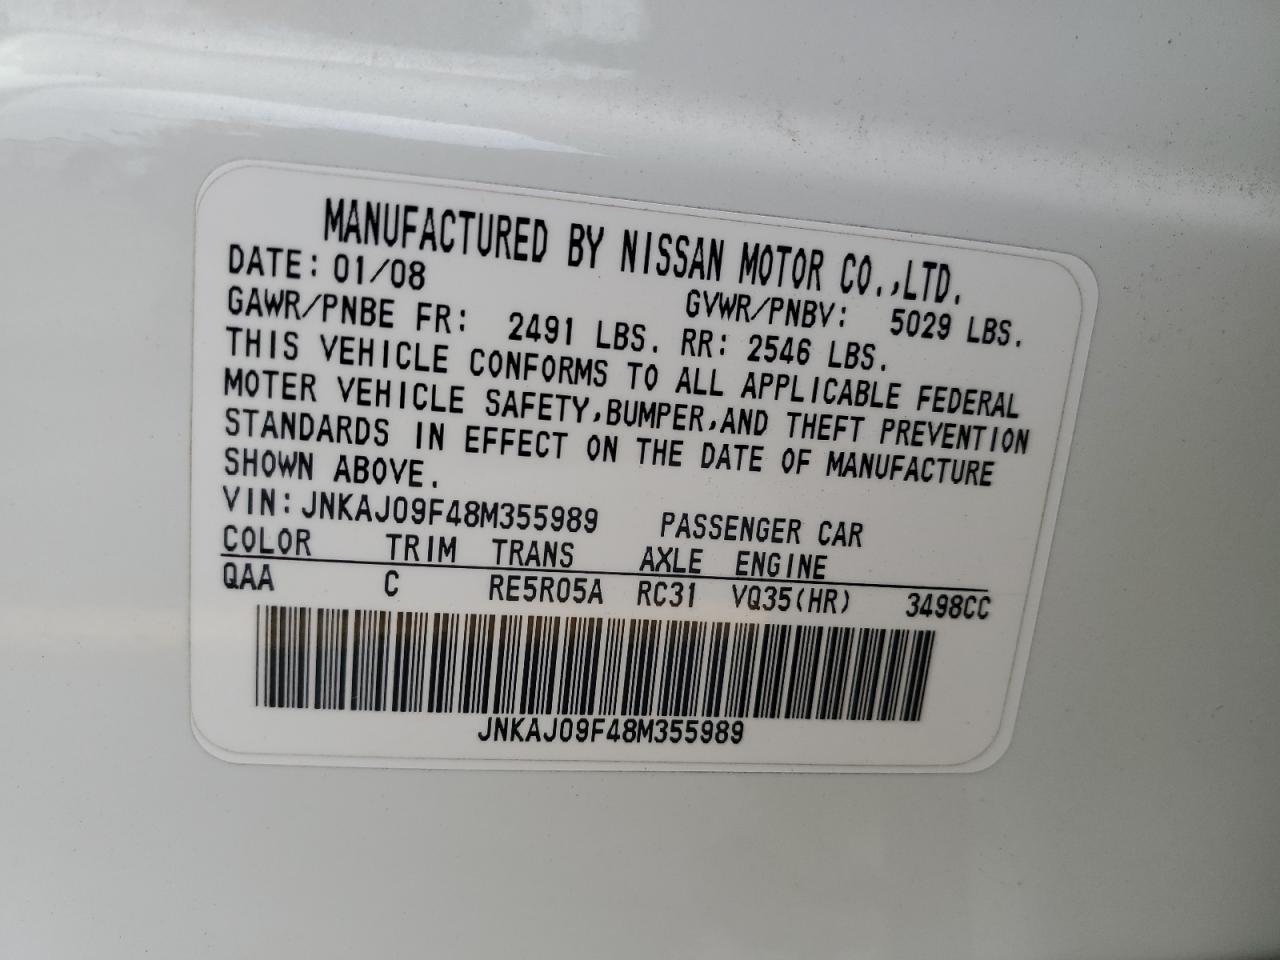 MANUFACTURED BY NISSAN MOTOR CO.,LTD.
DATE: 01/08 GVWR/PNBV: 5029 LBS.
GAWR/PNBE FR: 2491 LBS. RR: 2546 LBS.
THIS VEHICLE CONFORMS TO ALL APPLICABLE FEDERAL
MOTER VEHICLE SAFETY,BUMPER,AND THEFT PREVENTION
STANDARDS IN EFFECT ON THE DATE OF MANUFACTURE
SHOWN ABOVE.
VIN:JNKAJ09F48M355989 PASSENGER CAR
COLOR TRIM TRANS AXLE ENGINE
QAA C RE5R05A RC31 VQ35(HR) 3498CC
JNKAJ09F48M355989